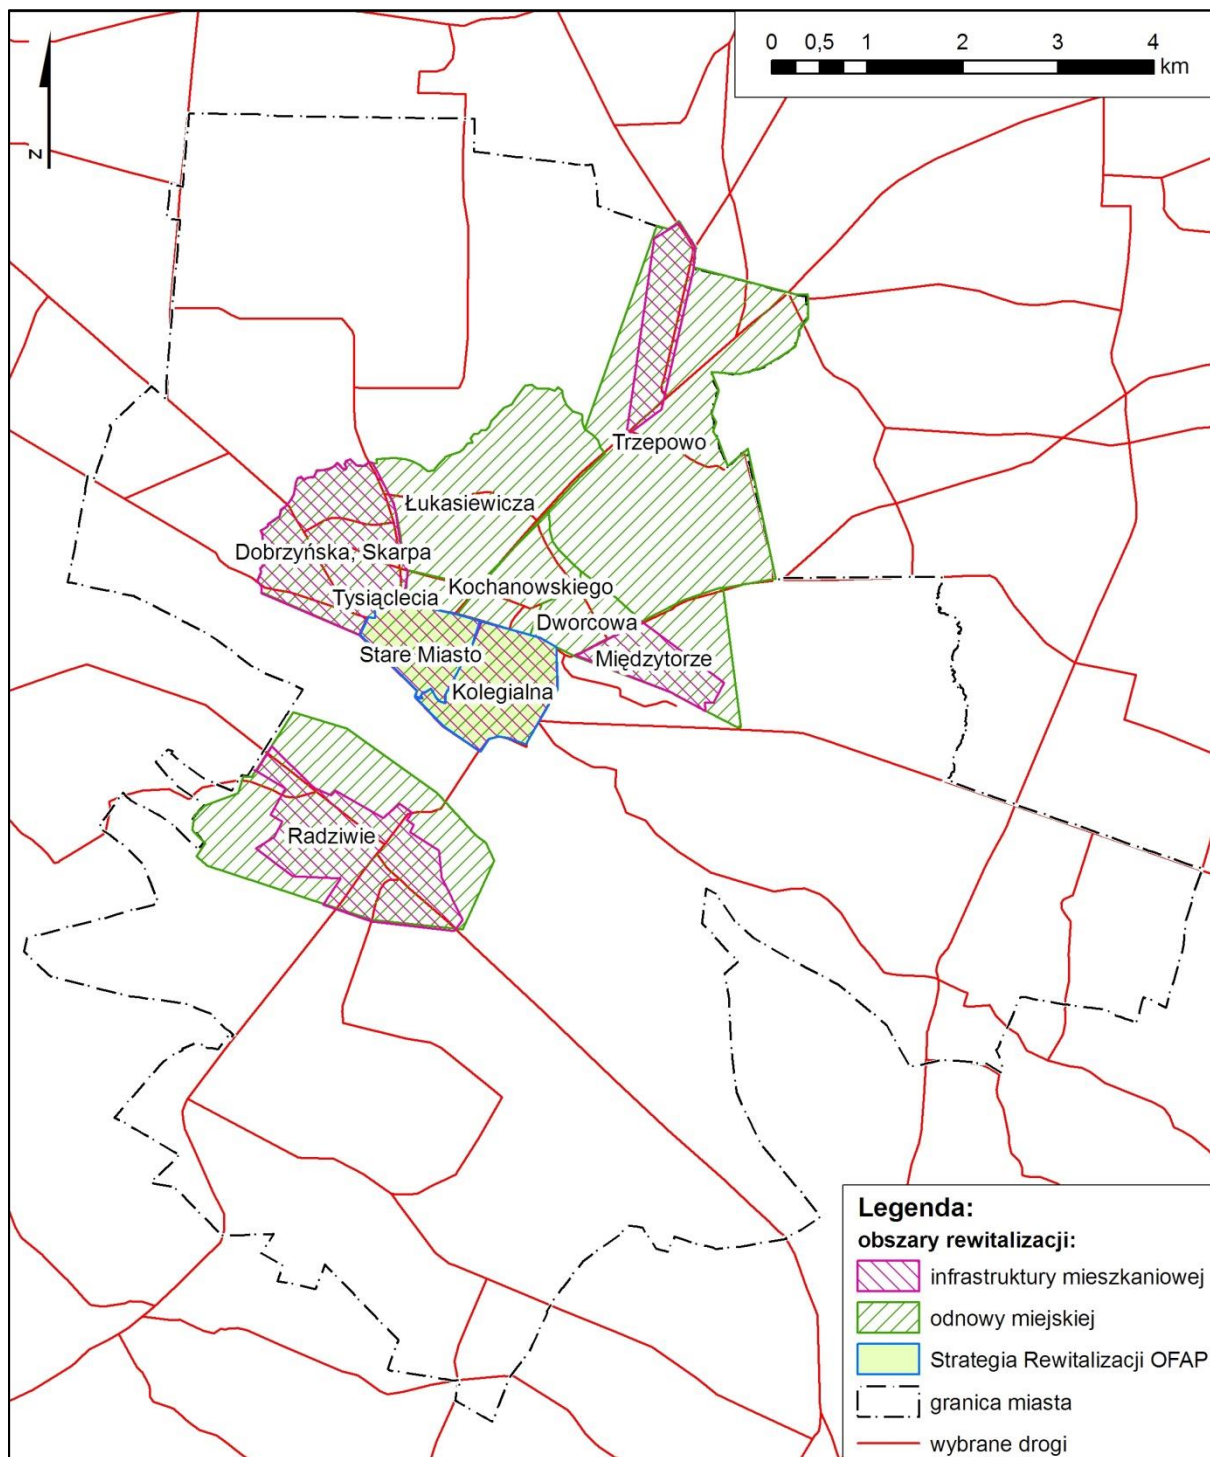 0 0,5 1 2 3 4
km
N
Trzepowo
Łukasiewicza
Dobrzyńska, Skarpa
Kochanowskiego
Tysiąclecia
Dworcowa
Stare Miasto
Międzytorze
Kolegialna
Radziwie
Legenda:
obszary rewitalizacji:
infrastruktury mieszkaniowej
odnowy miejskiej
Strategia Rewitalizacji OFAP
granica miasta
wybrane drogi